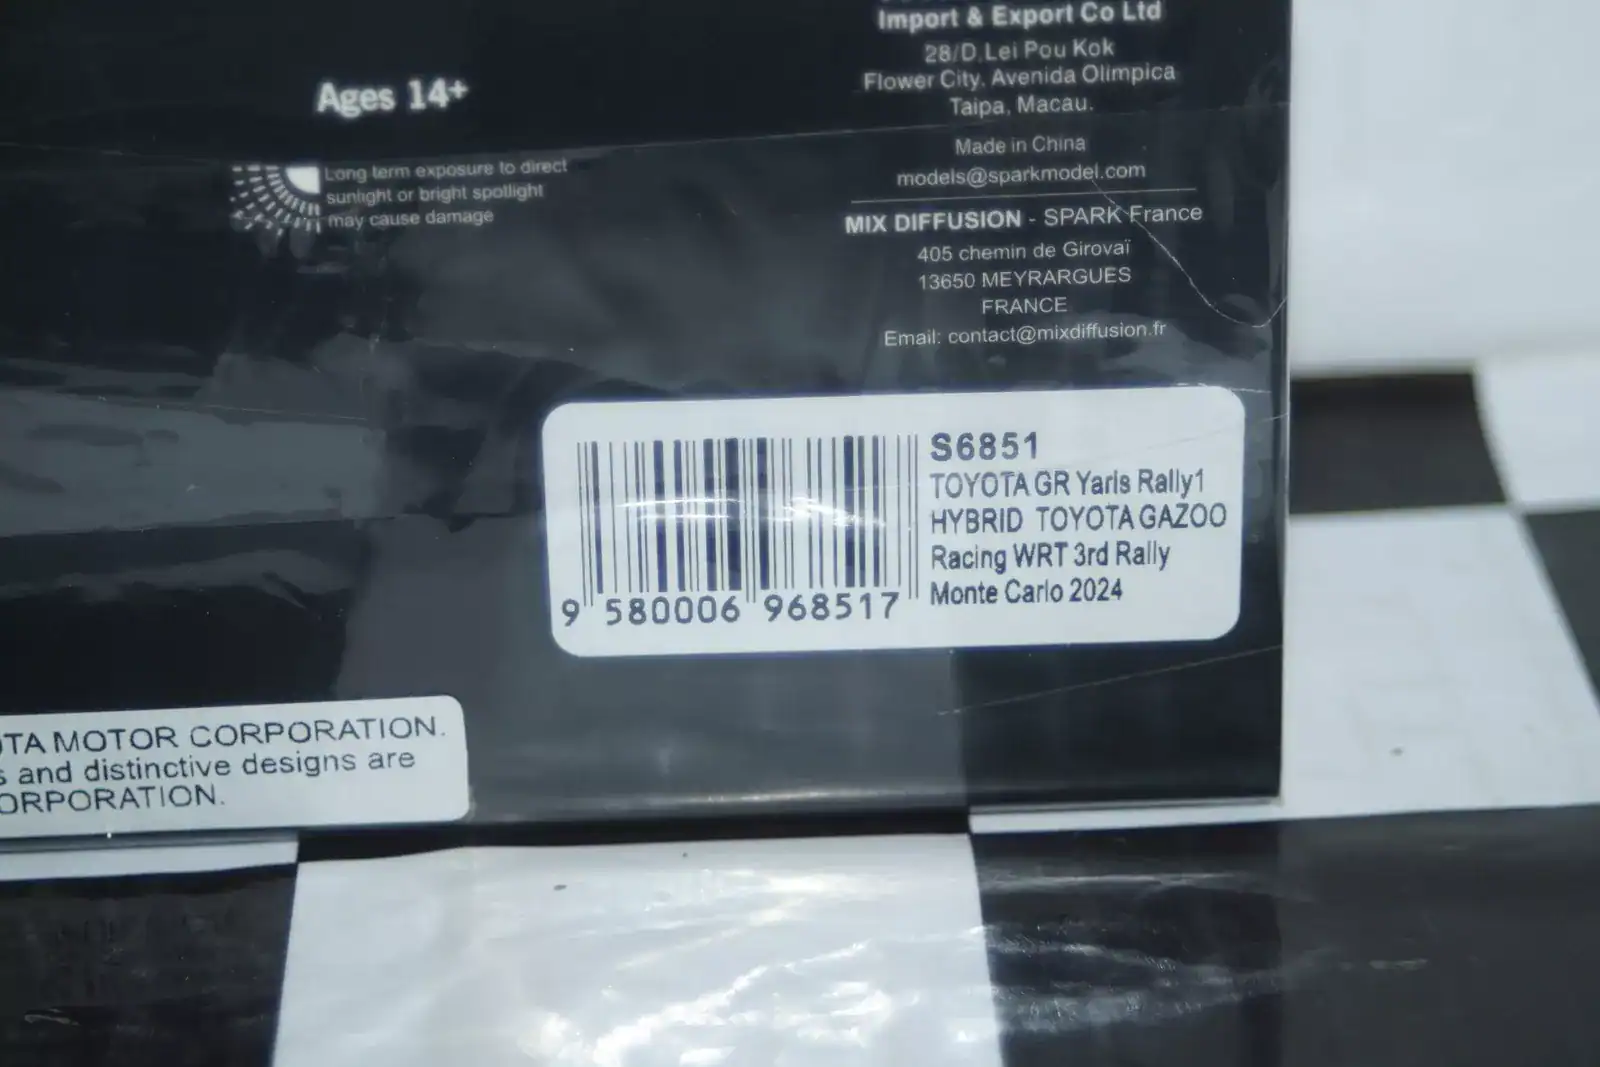 Import & Export Co Ltd
28/D.Lei Pou Kok
Flower City. Avenida Olimpica
Taipa, Macau.
Made in China
models@sparkmodel.com
Ages 14+
Long term exposure to direct
sunlight or bright spotlight
may cause damage
MIX DIFFUSION - SPARK France
405 chemin de Girovaï
13650 MEYRARGUES
FRANCE
Email: contact@mixdiffusion.fr
S6851
TOYOTA GR Yaris Rally1
HYBRID TOYOTA GAZOO
Racing WRT 3rd Rally
Monte Carlo 2024
9 580006 968517
MOTOR CORPORATION.
and distinctive designs are